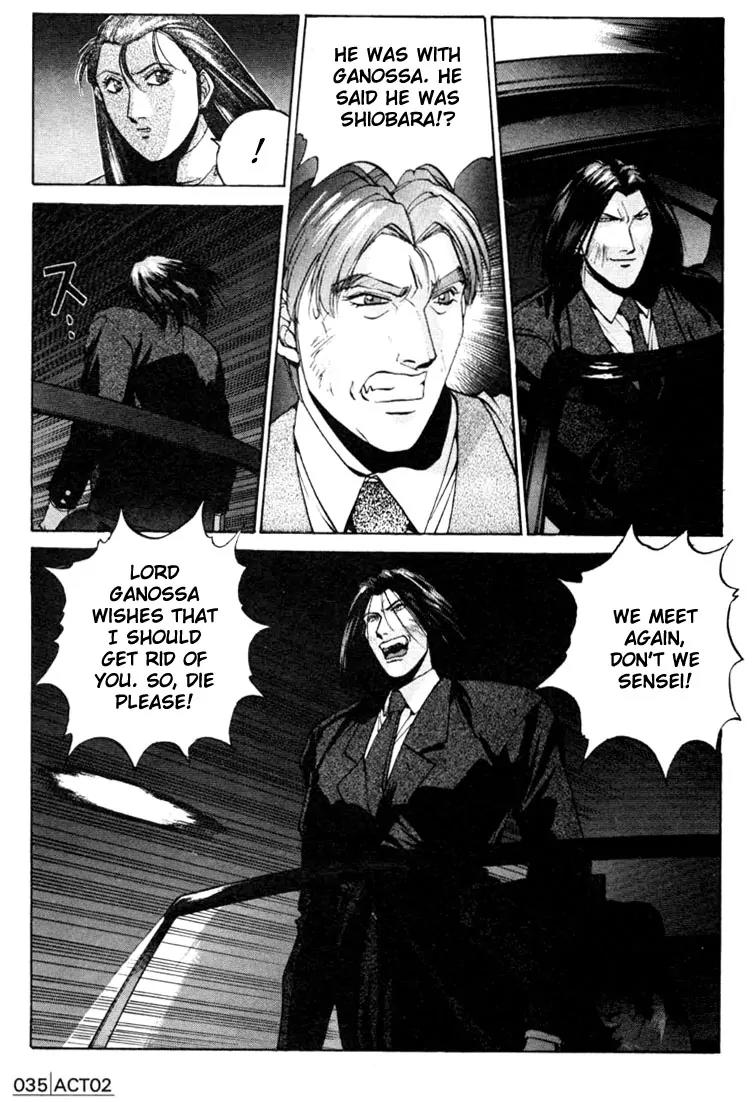 HE WAS WITH
GANOSSA. HE
SAID HE WAS
SHIOBARA!?
!
ス…
WE MEET
AGAIN,
DON'T WE
SENSEI!
LORD
GANOSSA
WISHES THAT
I SHOULD
GET RID OF
YOU. SO, DIE
PLEASE!
035|ACT02